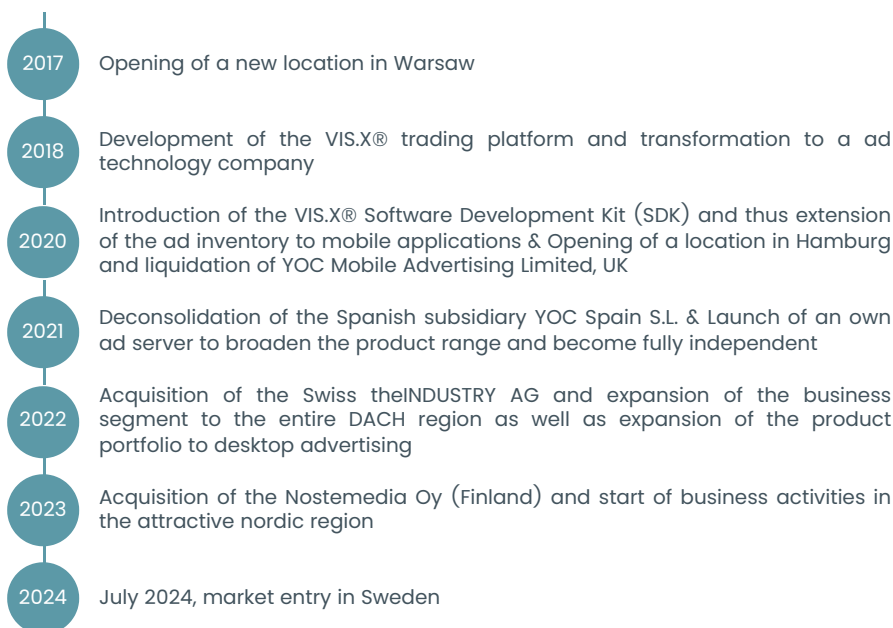 2017
Opening of a new location in Warsaw
2018
Development of the VIS.X® trading platform and transformation to a ad
technology company
2020
Introduction of the VIS.X® Software Development Kit (SDK) and thus extension
of the ad inventory to mobile applications & Opening of a location in Hamburg
and liquidation of YOC Mobile Advertising Limited, UK
2021
Deconsolidation of the Spanish subsidiary YOC Spain S.L. & Launch of an own
ad server to broaden the product range and become fully independent
2022
Acquisition of the Swiss theINDUSTRY AG and expansion of the business
segment to the entire DACH region as well as expansion of the product
portfolio to desktop advertising
2023
Acquisition of the Nostemedia Oy (Finland) and start of business activities in
the attractive nordic region
2024
July 2024, market entry in Sweden